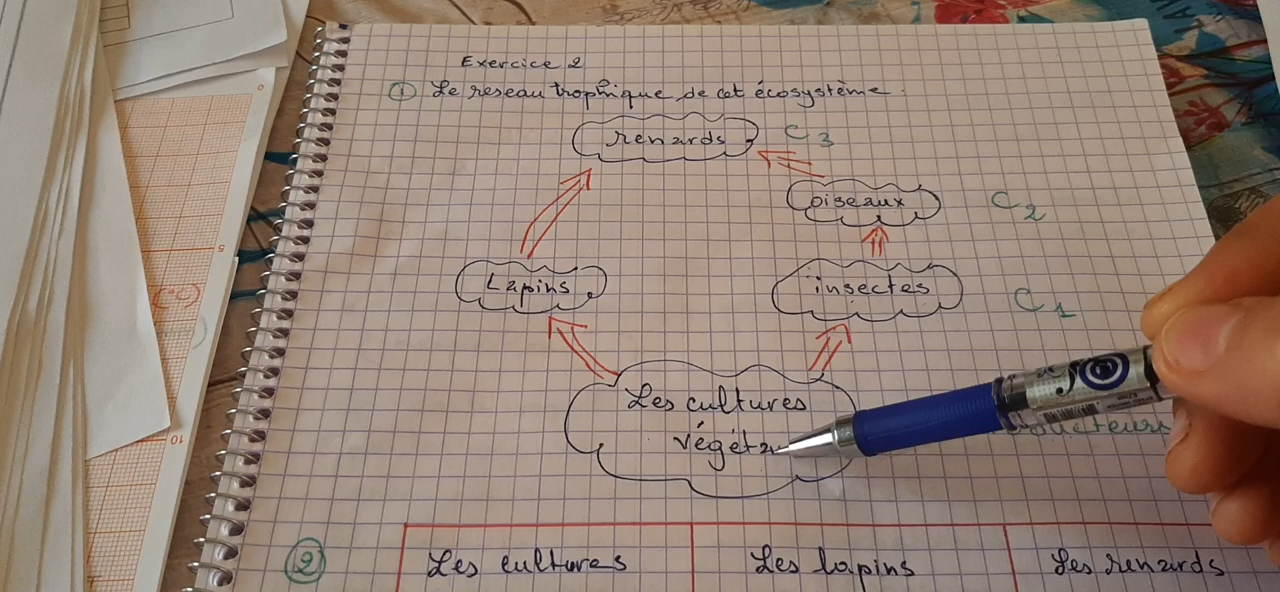 Exercice 2
① Le reseau trophique de cet écosystème.
renards C3
oiseaux C2
Lapins insectes C1
Les cultures
végéta
② Les cultures Les lapins Les renards